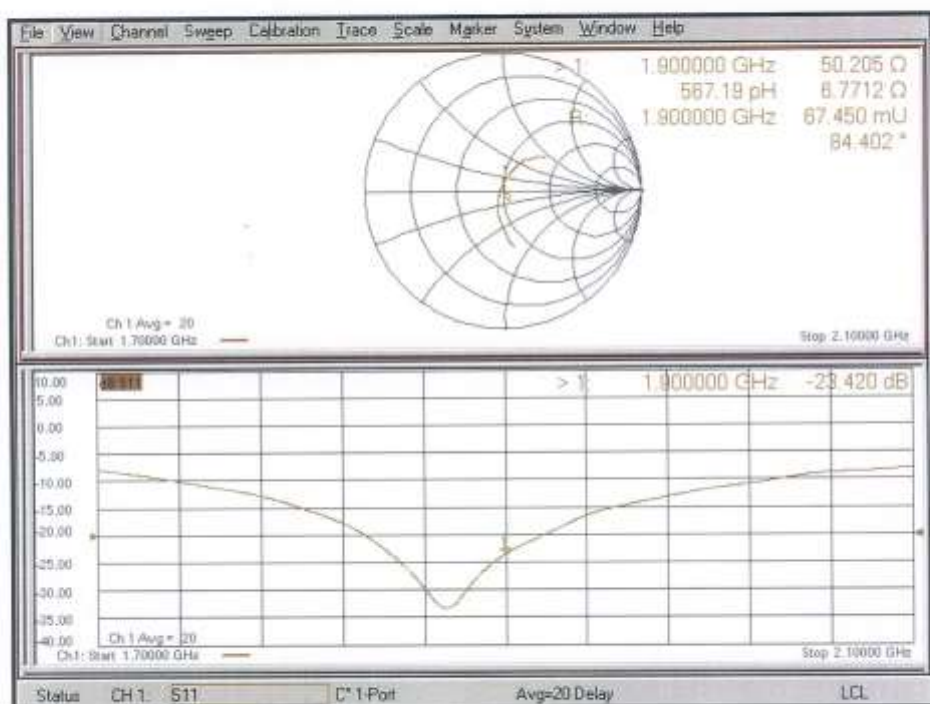 File View Channel Sweep Calibration Trace Scale Marker System Window Help
> 1: 1.900000 GHz 50.205 Ω
567.19 pH 6.7712 Ω
R: 1.900000 GHz 67.450 mU
84.402 °
Ch 1 Avg = 20
Ch1: Start 1.70000 GHz
Stop 2.10000 GHz
10.00
> 1: 1.900000 GHz -23.420 dB
5.00
0.00
-5.00
-10.00
-15.00
-20.00
-25.00
-30.00
-35.00
-40.00
Ch 1 Avg = 20
Ch1: Start 1.70000 GHz
Stop 2.10000 GHz
Status CH 1: S11 C* 1-Port Avg=20 Delay LCL